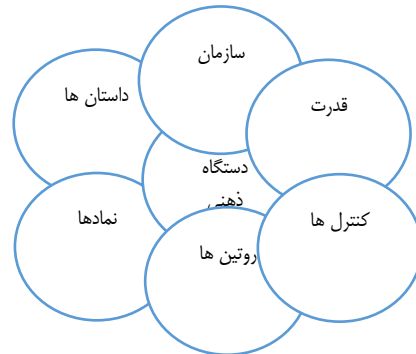 سازمان
داستان ها
قدرت
دستگاه
ذهنی
نمادها
کنترل ها
روتین ها